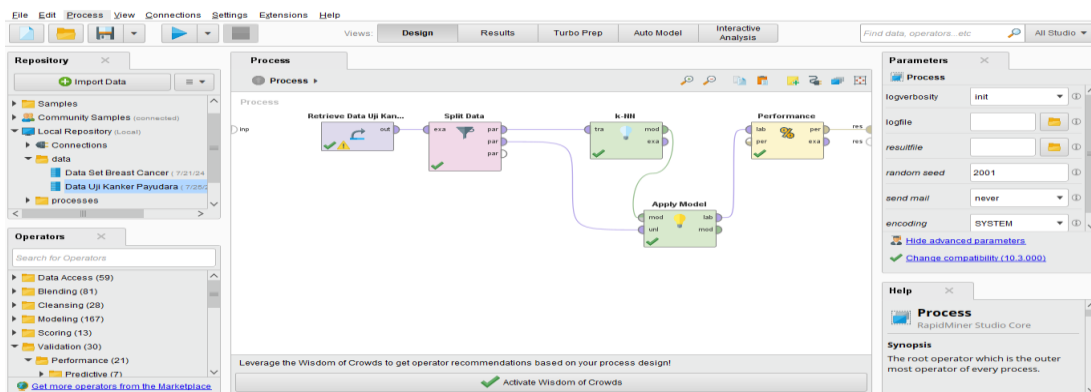 File Edit Process View Connections Settings Extensions Help
Views: Design Results Turbo Prep Auto Model Interactive Analysis
Find data, operators...etc All Studio
Repository
Import Data
Samples
Community Samples (connected)
Local Repository (Local)
Connections
data
Data Set Breast Cancer (7/21/24
Data Uji Kanker Payudara (7/25/2
processes
Operators
Search for Operators
Data Access (59)
Blending (81)
Cleansing (28)
Modeling (167)
Scoring (13)
Validation (30)
Performance (21)
Predictive (7)
Get more operators from the Marketplace
Process
Process
Process
inp
Retrieve Data Uji Kan...
out
Split Data
exa par
par
par
k-NN
tra mod
exa
Apply Model
mod lab
unl mod
Performance
lab per
per exa
res
res
Leverage the Wisdom of Crowds to get operator recommendations based on your process design!
Activate Wisdom of Crowds
Parameters
Process
logverbosity init
logfile
resultfile
random seed 2001
send mail never
encoding SYSTEM
Hide advanced parameters
Change compatibility (10.3.000)
Help
Process
RapidMiner Studio Core
Synopsis
The root operator which is the outer
most operator of every process.